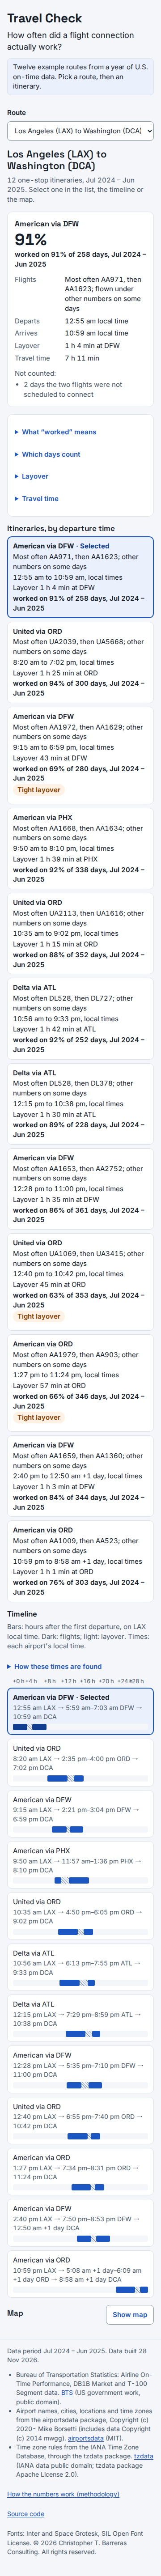 Travel Check
How often did a flight connection
actually work?
Twelve example routes from a year of U.S.
on-time data. Pick a route, then an
itinerary.
Route
Los Angeles (LAX) to Washington (DCA)
Los Angeles (LAX) to
Washington (DCA)
12 one-stop itineraries, Jul 2024 – Jun
2025. Select one in the list, the timeline or
the map.
American via DFW
91%
worked on 91% of 258 days, Jul 2024 –
Jun 2025
Flights Most often AA971, then
AA1623; flown under
other numbers on some
days
Departs 12:55 am local time
Arrives 10:59 am local time
Layover 1 h 4 min at DFW
Travel time 7 h 11 min
Not counted:
• 2 days the two flights were not
scheduled to connect
▸ What “worked” means
▸ Which days count
▸ Layover
▸ Travel time
Itineraries, by departure time
American via DFW · Selected
Most often AA971, then AA1623; other
numbers on some days
12:55 am to 10:59 am, local times
Layover 1 h 4 min at DFW
worked on 91% of 258 days, Jul 2024 –
Jun 2025
United via ORD
Most often UA2039, then UA5668; other
numbers on some days
8:20 am to 7:02 pm, local times
Layover 1 h 25 min at ORD
worked on 94% of 300 days, Jul 2024 –
Jun 2025
American via DFW
Most often AA1972, then AA1629; other
numbers on some days
9:15 am to 6:59 pm, local times
Layover 43 min at DFW
worked on 69% of 280 days, Jul 2024 –
Jun 2025
Tight layover
American via PHX
Most often AA1668, then AA1634; other
numbers on some days
9:50 am to 8:10 pm, local times
Layover 1 h 39 min at PHX
worked on 92% of 338 days, Jul 2024 –
Jun 2025
United via ORD
Most often UA2113, then UA1616; other
numbers on some days
10:35 am to 9:02 pm, local times
Layover 1 h 15 min at ORD
worked on 88% of 352 days, Jul 2024 –
Jun 2025
Delta via ATL
Most often DL528, then DL727; other
numbers on some days
10:56 am to 9:33 pm, local times
Layover 1 h 42 min at ATL
worked on 92% of 252 days, Jul 2024 –
Jun 2025
Delta via ATL
Most often DL528, then DL378; other
numbers on some days
12:15 pm to 10:38 pm, local times
Layover 1 h 30 min at ATL
worked on 89% of 228 days, Jul 2024 –
Jun 2025
American via DFW
Most often AA1653, then AA2752; other
numbers on some days
12:28 pm to 11:00 pm, local times
Layover 1 h 35 min at DFW
worked on 86% of 361 days, Jul 2024 –
Jun 2025
United via ORD
Most often UA1069, then UA3415; other
numbers on some days
12:40 pm to 10:42 pm, local times
Layover 45 min at ORD
worked on 63% of 353 days, Jul 2024 –
Jun 2025
Tight layover
American via ORD
Most often AA1979, then AA903; other
numbers on some days
1:27 pm to 11:24 pm, local times
Layover 57 min at ORD
worked on 66% of 346 days, Jul 2024 –
Jun 2025
Tight layover
American via DFW
Most often AA1659, then AA1360; other
numbers on some days
2:40 pm to 12:50 am +1 day, local times
Layover 1 h 3 min at DFW
worked on 84% of 344 days, Jul 2024 –
Jun 2025
American via ORD
Most often AA1009, then AA523; other
numbers on some days
10:59 pm to 8:58 am +1 day, local times
Layover 1 h 1 min at ORD
worked on 76% of 303 days, Jul 2024 –
Jun 2025
Timeline
Bars: hours after the first departure, on LAX
local time. Dark: flights; light: layover. Times:
each airport's local time.
▸ How these times are found
+0 h +4 h +8 h +12 h +16 h +20 h +24 h +28 h
American via DFW · Selected
12:55 am LAX → 5:59 am–7:03 am DFW →
10:59 am DCA
United via ORD
8:20 am LAX → 2:35 pm–4:00 pm ORD →
7:02 pm DCA
American via DFW
9:15 am LAX → 2:21 pm–3:04 pm DFW →
6:59 pm DCA
American via PHX
9:50 am LAX → 11:57 am–1:36 pm PHX →
8:10 pm DCA
United via ORD
10:35 am LAX → 4:50 pm–6:05 pm ORD →
9:02 pm DCA
Delta via ATL
10:56 am LAX → 6:13 pm–7:55 pm ATL →
9:33 pm DCA
Delta via ATL
12:15 pm LAX → 7:29 pm–8:59 pm ATL →
10:38 pm DCA
American via DFW
12:28 pm LAX → 5:35 pm–7:10 pm DFW →
11:00 pm DCA
United via ORD
12:40 pm LAX → 6:55 pm–7:40 pm ORD →
10:42 pm DCA
American via ORD
1:27 pm LAX → 7:34 pm–8:31 pm ORD →
11:24 pm DCA
American via DFW
2:40 pm LAX → 7:50 pm–8:53 pm DFW →
12:50 am +1 day DCA
American via ORD
10:59 pm LAX → 5:08 am +1 day–6:09 am
+1 day ORD → 8:58 am +1 day DCA
Map
Show map
Data period Jul 2024 – Jun 2025. Data built 28
Nov 2026.
• Bureau of Transportation Statistics: Airline On-
Time Performance, DB1B Market and T-100
Segment data. BTS (US government work,
public domain).
• Airport names, cities, locations and time zones
from the airportsdata package, Copyright (c)
2020- Mike Borsetti (includes data Copyright
(c) 2014 mwgg). airportsdata (MIT).
• Time zone rules from the IANA Time Zone
Database, through the tzdata package. tzdata
(IANA data public domain; tzdata package
Apache License 2.0).
How the numbers work (methodology)
Source code
Fonts: Inter and Space Grotesk, SIL Open Font
License. © 2026 Christopher T. Barreras
Consulting. All rights reserved.